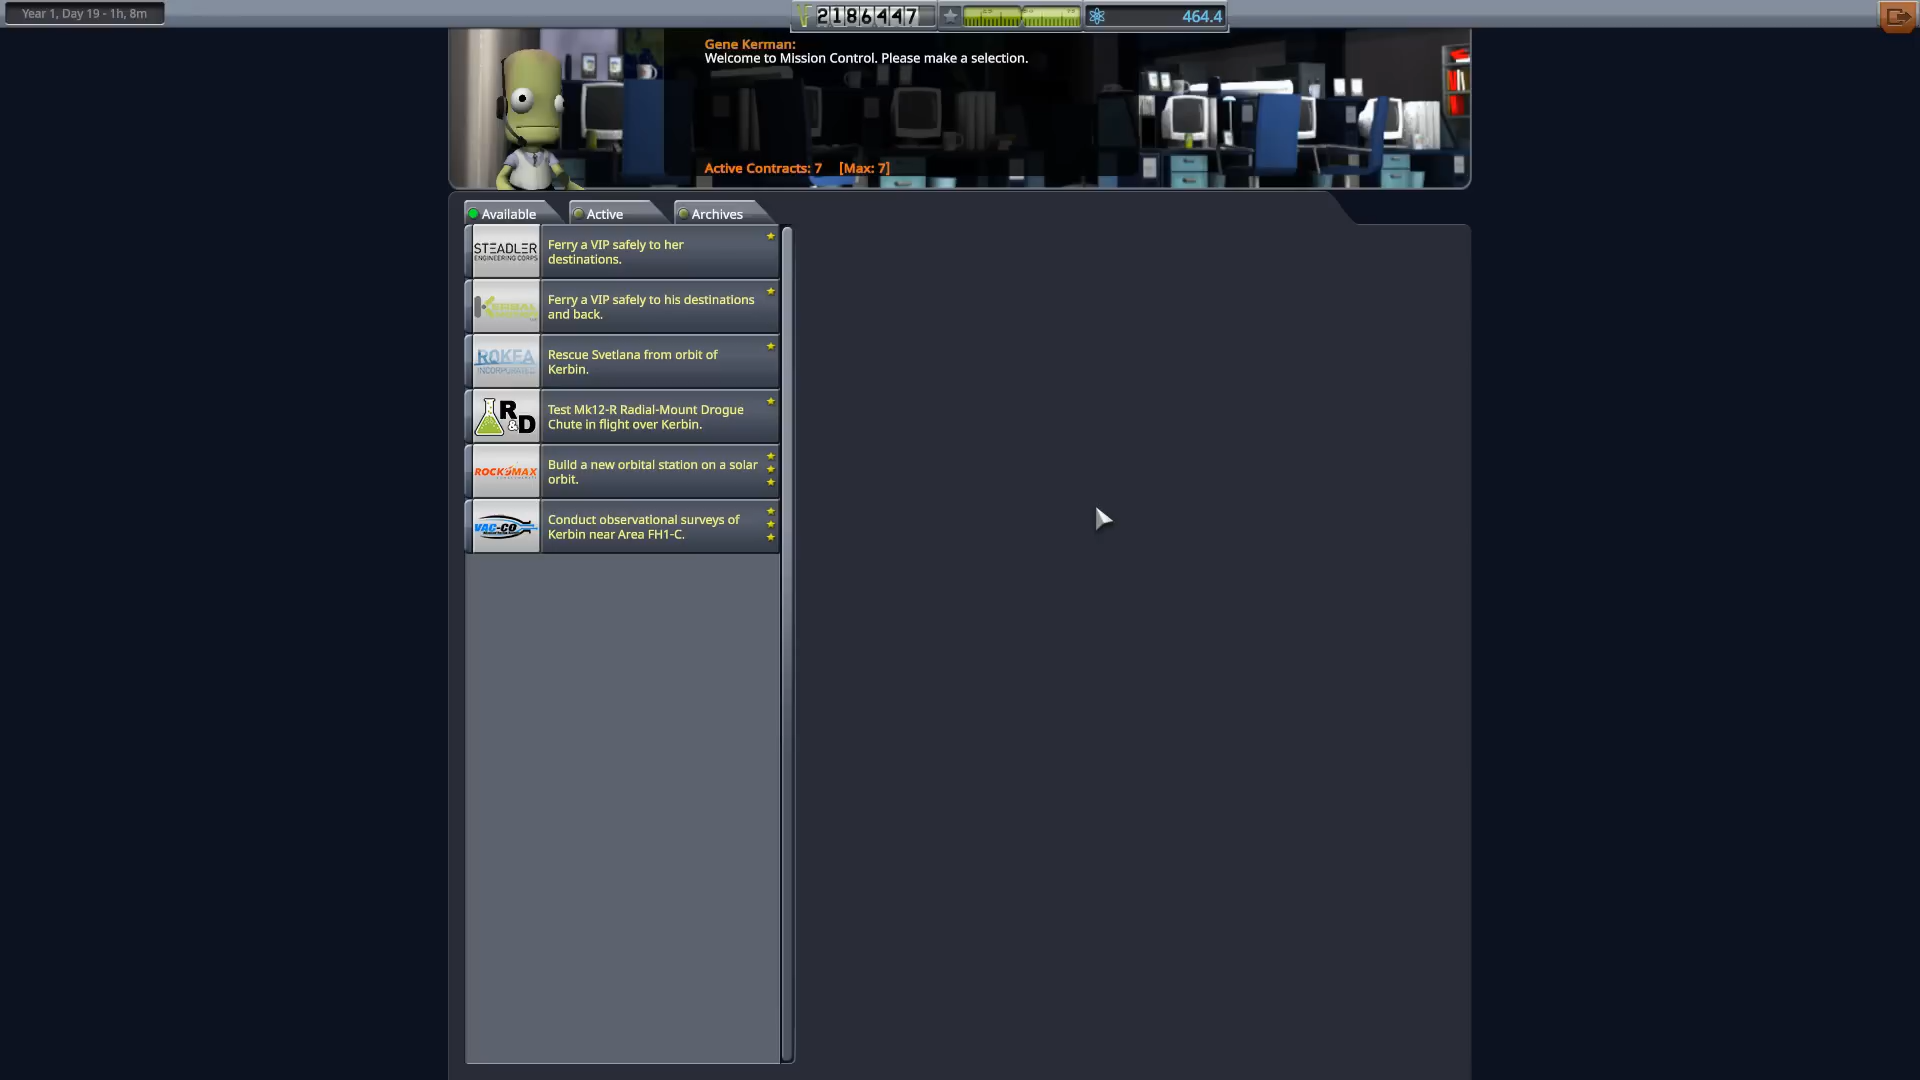 Year 1, Day 19 - 1h, 8m
2186447
464.4
Gene Kerman:
Welcome to Mission Control. Please make a selection.
Active Contracts: 7 [Max: 7]
Available
Active
Archives
STEADLER
ENGINEERING CORPS
Ferry a VIP safely to her
destinations.
KERBAL
Ferry a VIP safely to his destinations
and back.
ROKEA
INCORPORATED
Rescue Svetlana from orbit of
Kerbin.
R&D
Test Mk12-R Radial-Mount Drogue
Chute in flight over Kerbin.
ROCKOMAX
Build a new orbital station on a solar
orbit.
VAC-CO
Conduct observational surveys of
Kerbin near Area FH1-C.